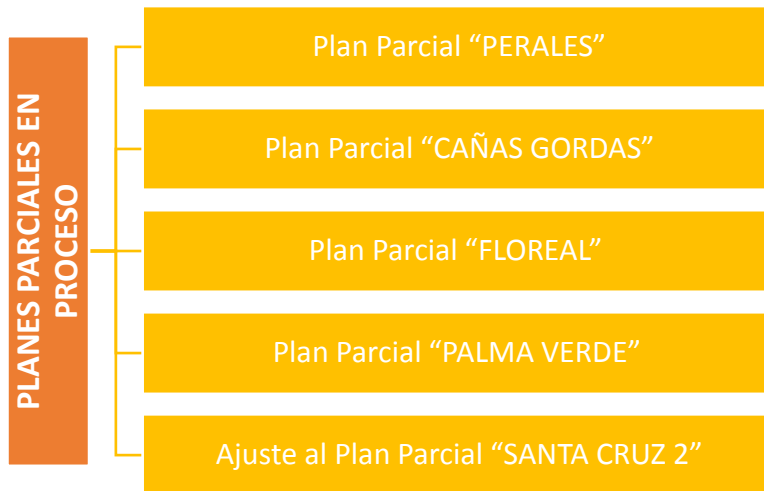 PLANES PARCIALES EN
PROCESO
Plan Parcial “PERALES”
Plan Parcial “CAÑAS GORDAS”
Plan Parcial “FLOREAL”
Plan Parcial “PALMA VERDE”
Ajuste al Plan Parcial “SANTA CRUZ 2”